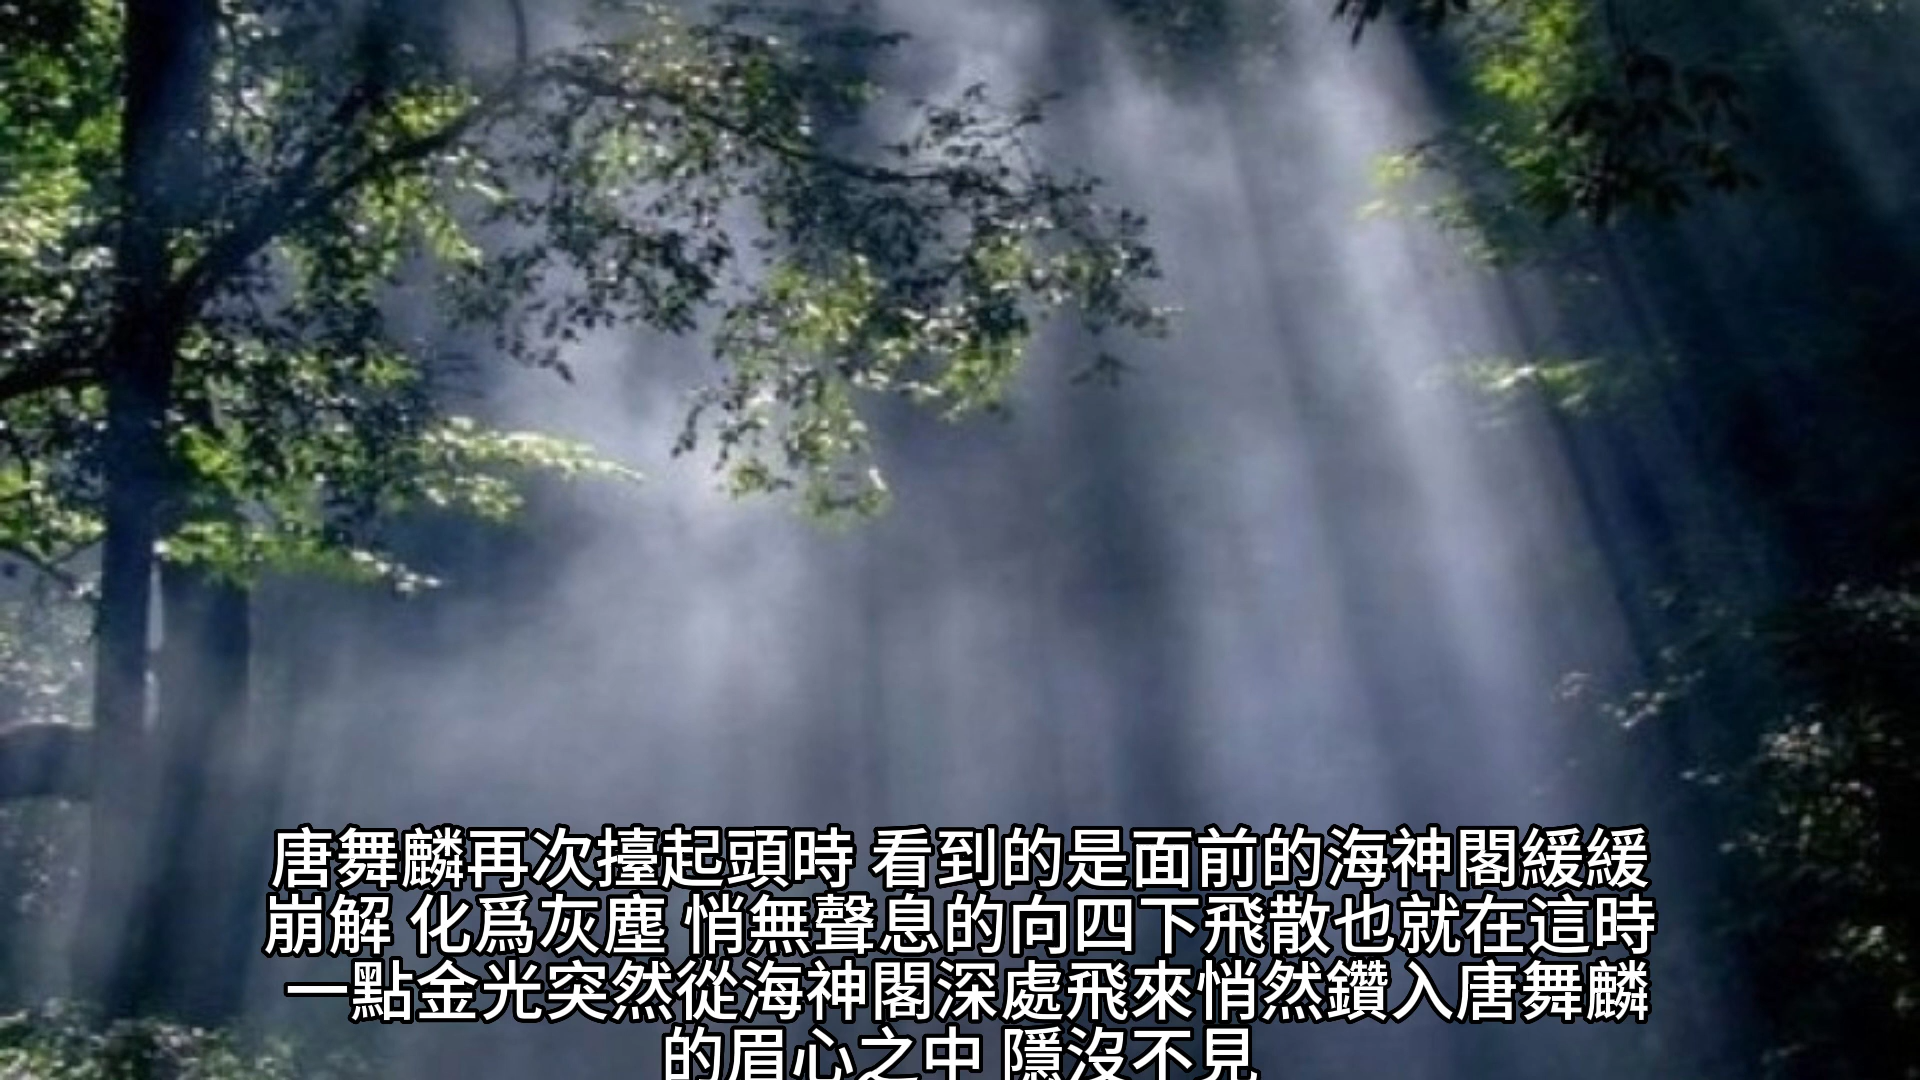 唐舞麟再次擡起頭時 看到的是面前的海神閣緩緩
崩解 化爲灰塵 悄無聲息的向四下飛散也就在這時
一點金光突然從海神閣深處飛來悄然鑽入唐舞麟
的眉心之中 隱沒不見